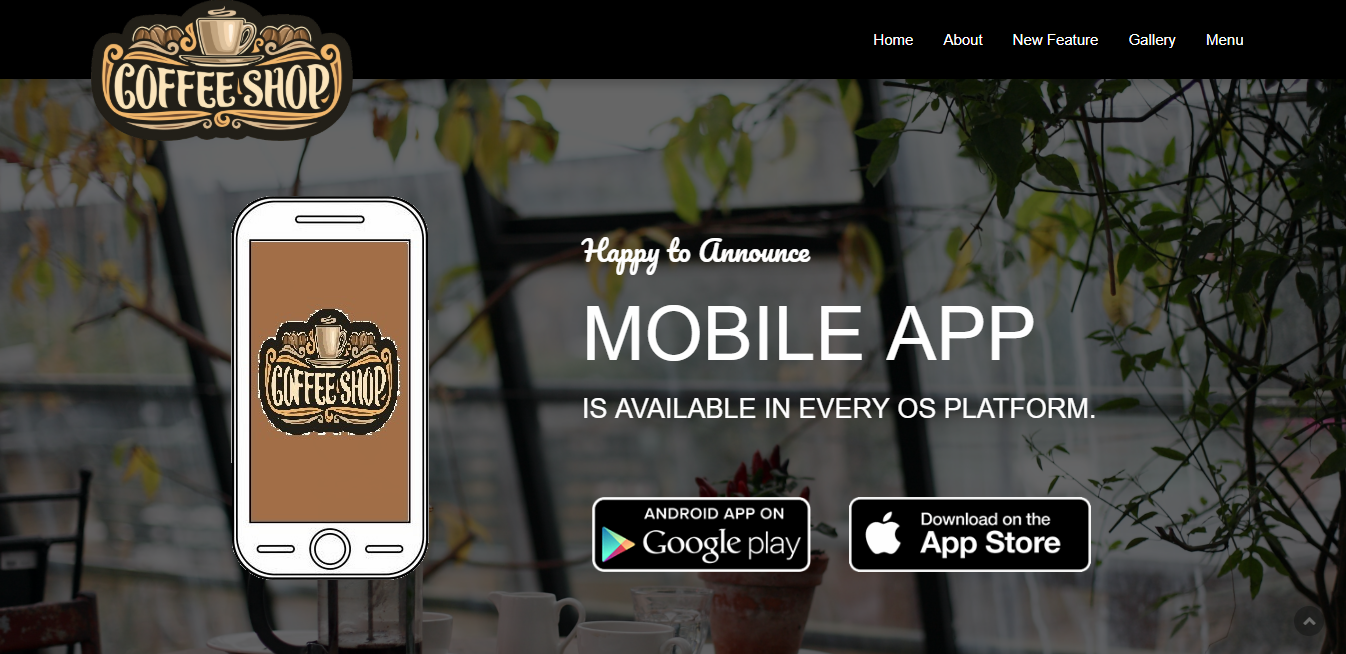 COFFEE SHOP
Home
About
New Feature
Gallery
Menu
Happy to Announce
MOBILE APP
IS AVAILABLE IN EVERY OS PLATFORM.
COFFEE SHOP
ANDROID APP ON
Google play
Download on the
App Store